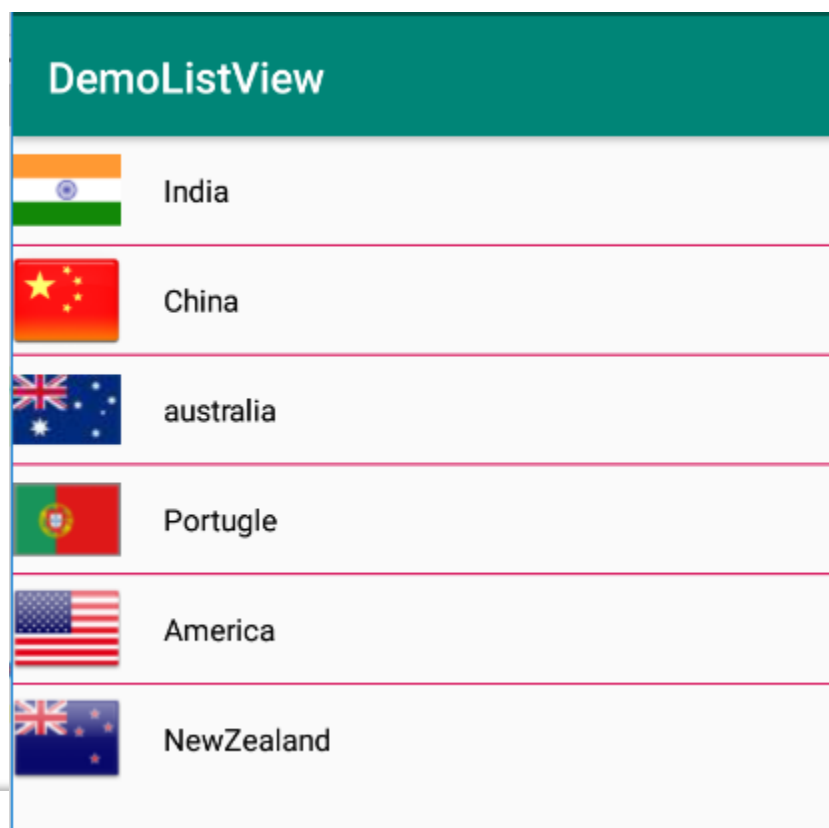 DemoListView
India
China
australia
Portugle
America
NewZealand